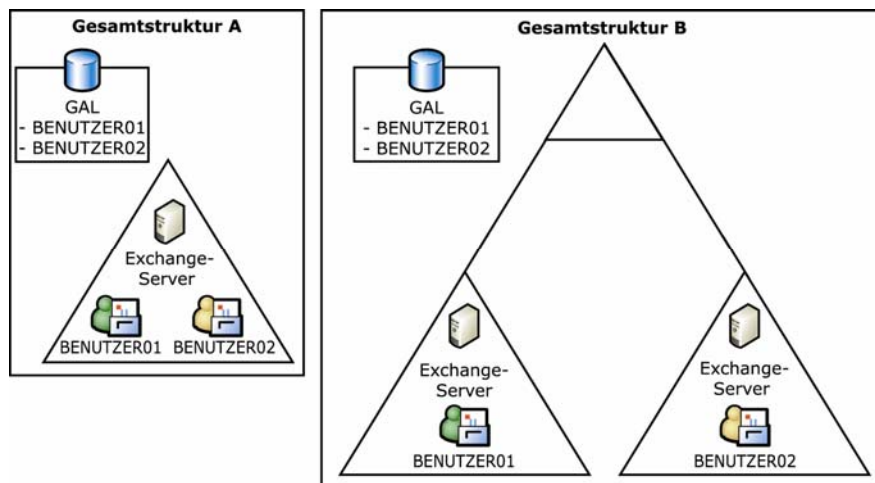 Gesamtstruktur A
GAL
- BENUTZER01
- BENUTZER02
Exchange-
Server
BENUTZER01
BENUTZER02
Gesamtstruktur B
GAL
- BENUTZER01
- BENUTZER02
Exchange-
Server
BENUTZER01
Exchange-
Server
BENUTZER02